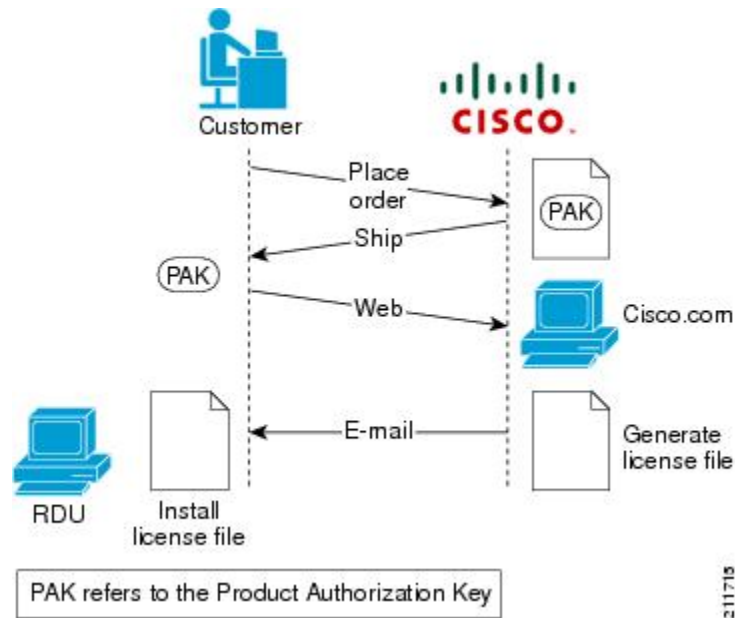 Customer
CISCO.
Place
order
PAK
Ship
PAK
Web
Cisco.com
E-mail
Generate
license file
RDU
Install
license file
PAK refers to the Product Authorization Key
211715